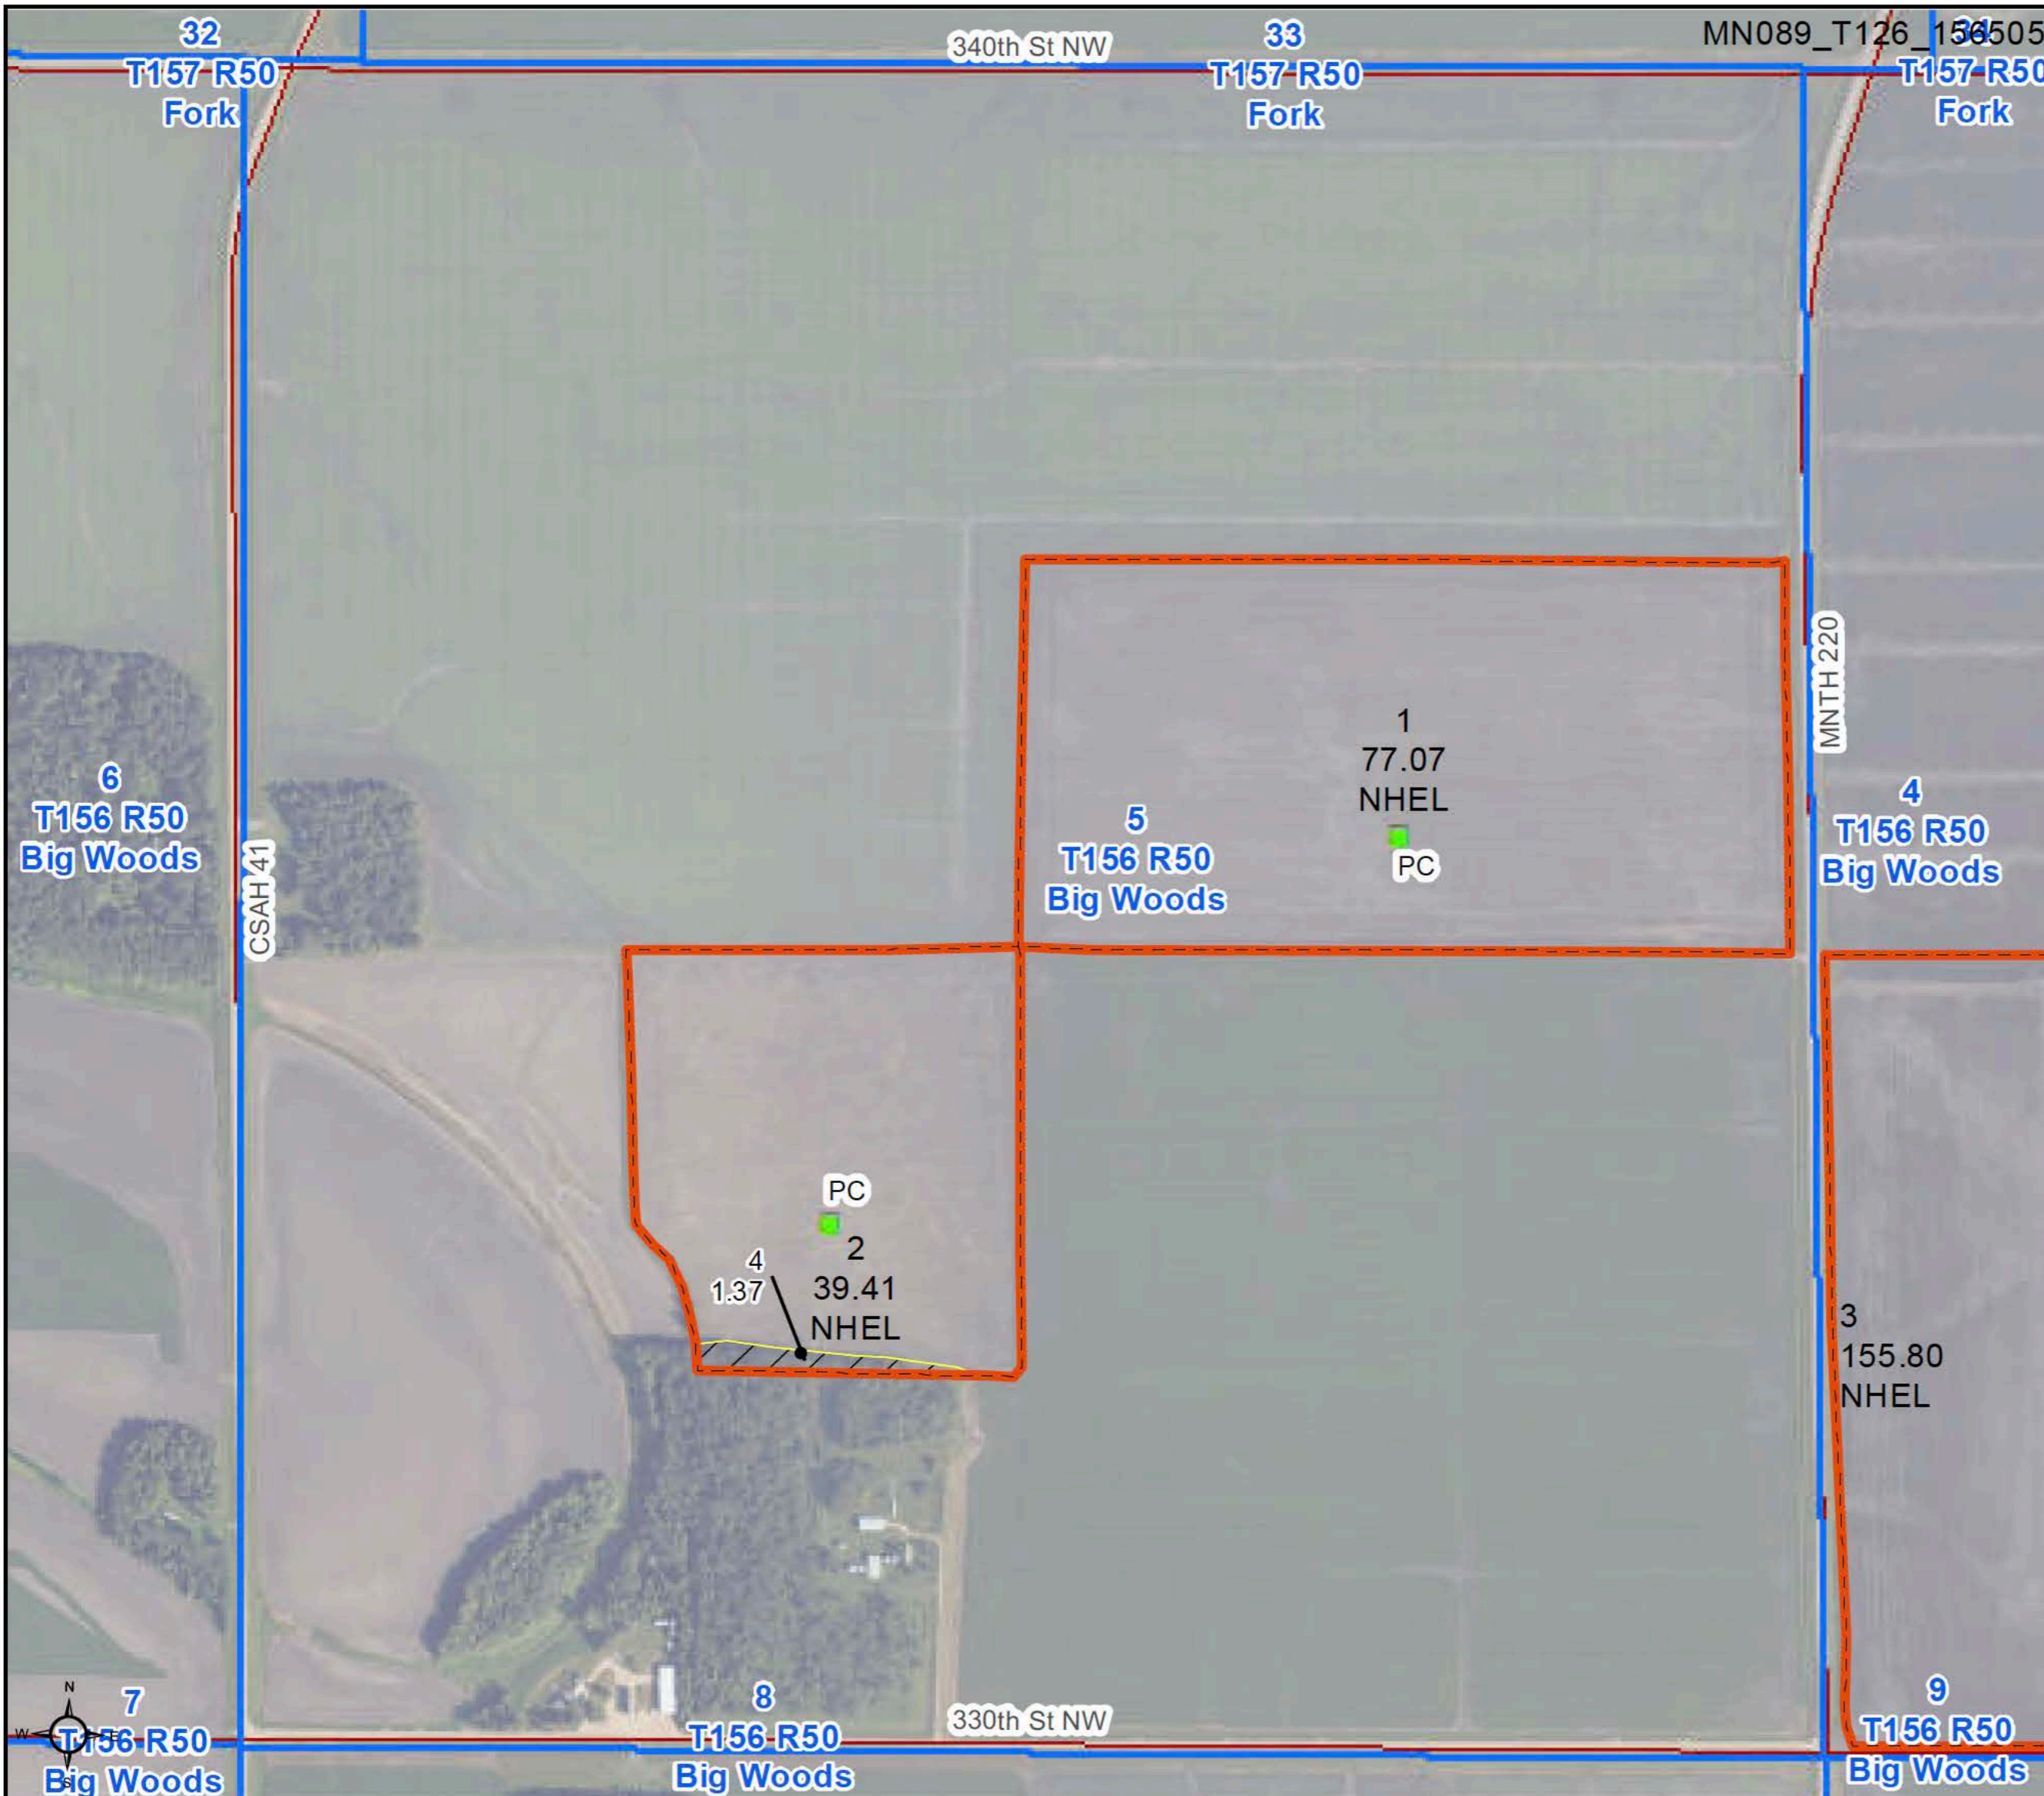 32
T157 R50
Fork
340th St NW
33
T157 R50
Fork
MN089_T126_156505
34
T157 R50
Fork
MNTH 220
1
77.07
NHEL
PC
6
T156 R50
Big Woods
CSAH 41
5
T156 R50
Big Woods
4
T156 R50
Big Woods
PC
2
39.41
NHEL
4
1.37
3
155.80
NHEL
N
W
E
S
7
T156 R50
Big Woods
8
T156 R50
Big Woods
330th St NW
9
T156 R50
Big Woods